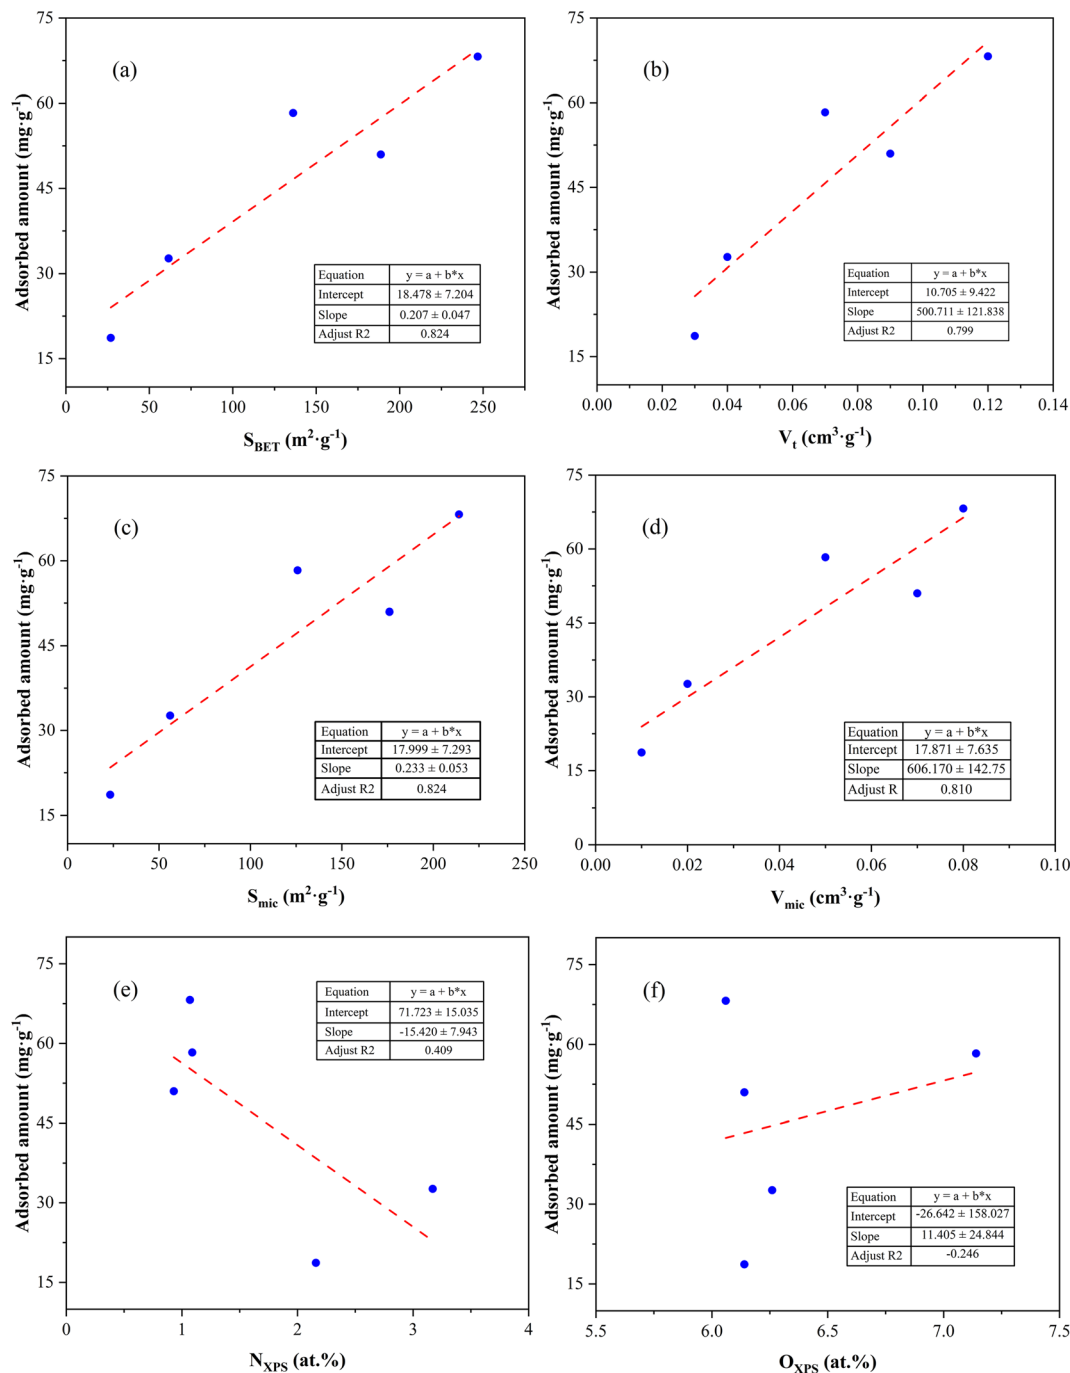 (a)
Adsorbed amount (mg·g⁻¹)
75
60
45
30
15
Equation y = a + b*x
Intercept 18.478 ± 7.204
Slope 0.207 ± 0.047
Adjust R2 0.824
0 50 100 150 200 250
S_BET (m²·g⁻¹)
(b)
Adsorbed amount (mg·g⁻¹)
75
60
45
30
15
Equation y = a + b*x
Intercept 10.705 ± 9.422
Slope 500.711 ± 121.838
Adjust R2 0.799
0.00 0.02 0.04 0.06 0.08 0.10 0.12 0.14
V_t (cm³·g⁻¹)
(c)
Adsorbed amount (mg·g⁻¹)
75
60
45
30
15
Equation y = a + b*x
Intercept 17.999 ± 7.293
Slope 0.233 ± 0.053
Adjust R2 0.824
0 50 100 150 200 250
S_mic (m²·g⁻¹)
(d)
Adsorbed amount (mg·g⁻¹)
75
60
45
30
15
0
Equation y = a + b*x
Intercept 17.871 ± 7.635
Slope 606.170 ± 142.75
Adjust R 0.810
0.00 0.02 0.04 0.06 0.08 0.10
V_mic (cm³·g⁻¹)
(e)
Adsorbed amount (mg·g⁻¹)
75
60
45
30
15
Equation y = a + b*x
Intercept 71.723 ± 15.035
Slope -15.420 ± 7.943
Adjust R2 0.409
0 1 2 3 4
N_XPS (at.%)
(f)
Adsorbed amount (mg·g⁻¹)
75
60
45
30
15
Equation y = a + b*x
Intercept -26.642 ± 158.027
Slope 11.405 ± 24.844
Adjust R2 -0.246
5.5 6.0 6.5 7.0 7.5
O_XPS (at.%)